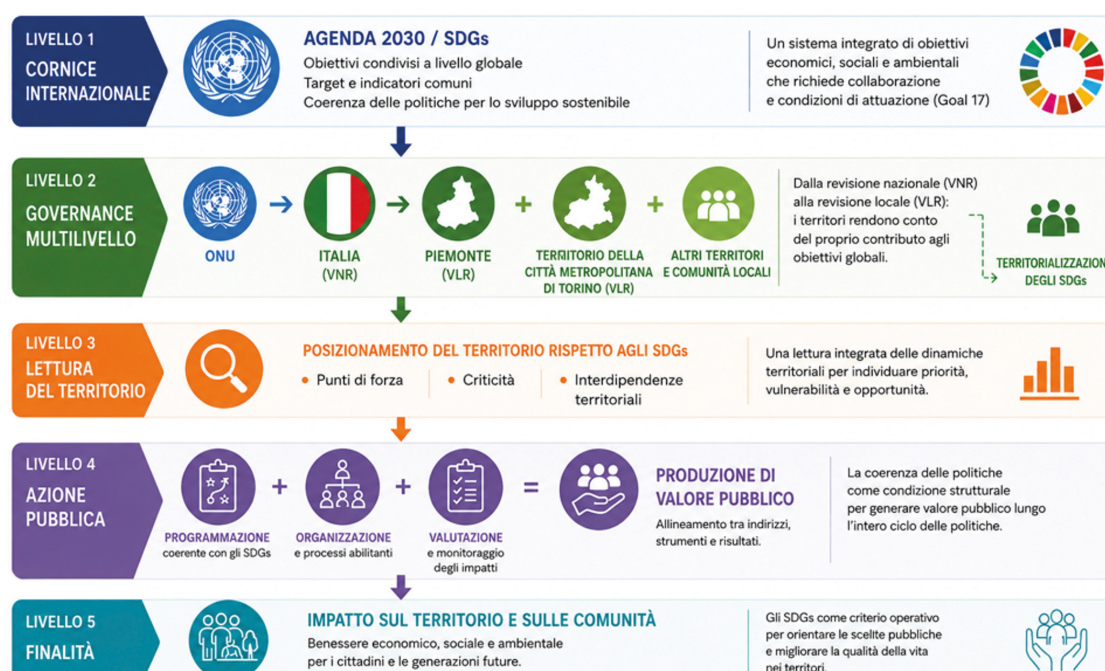 LIVELLO 1
CORNICE
INTERNAZIONALE
AGENDA 2030 / SDGs
Obiettivi condivisi a livello globale
Target e indicatori comuni
Coerenza delle politiche per lo sviluppo sostenibile
Un sistema integrato di obiettivi
economici, sociali e ambientali
che richiede collaborazione
e condizioni di attuazione (Goal 17)
LIVELLO 2
GOVERNANCE
MULTILIVELLO
ONU
ITALIA
(VNR)
PIEMONTE
(VLR)
TERRITORIO DELLA
CITTÀ METROPOLITANA
DI TORINO (VLR)
ALTRI TERRITORI
E COMUNITÀ LOCALI
Dalla revisione nazionale (VNR)
alla revisione locale (VLR):
i territori rendono conto
del proprio contributo agli
obiettivi globali.
TERRITORIALIZZAZION
DEGLI SDGs
LIVELLO 3
LETTURA
DEL TERRITORIO
POSIZIONAMENTO DEL TERRITORIO RISPETTO AGLI SDGs
• Punti di forza
• Criticità
• Interdipendenze
territoriali
Una lettura integrata delle dinamiche
territoriali per individuare priorità,
vulnerabilità e opportunità.
LIVELLO 4
AZIONE
PUBBLICA
PROGRAMMAZIONE
coerente con gli SDGs
+
ORGANIZZAZIONE
e processi abilitanti
+
VALUTAZIONE
e monitoraggio
degli impatti
=
PRODUZIONE DI
VALORE PUBBLICO
Allineamento tra indirizzi,
strumenti e risultati.
La coerenza delle politiche
come condizione strutturale
per generare valore pubblico lungo
l'intero ciclo delle politiche.
LIVELLO 5
FINALITÀ
IMPATTO SUL TERRITORIO E SULLE COMUNITÀ
Benessere economico, sociale e ambientale
per i cittadini e le generazioni future.
Gli SDGs come criterio operativo
per orientare le scelte pubbliche
e migliorare la qualità della vita
nei territori.